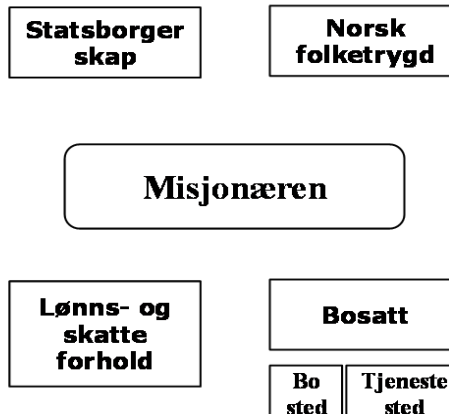 Statsborger
skap
Norsk
folketrygd
Misjonæren
Lønns- og
skatte
forhold
Bosatt
Bo
sted
Tjeneste
sted